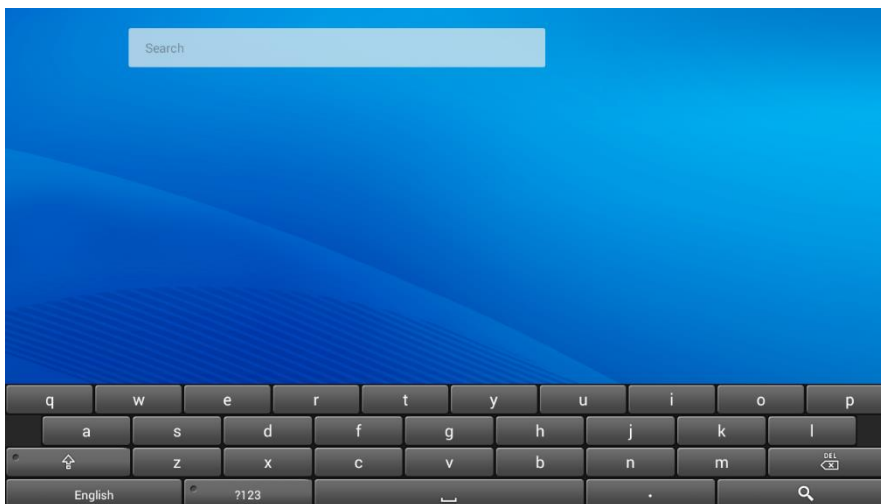 Search
q w e r t y u i o p
a s d f g h j k l
z x c v b n m DEL
English ?123 .